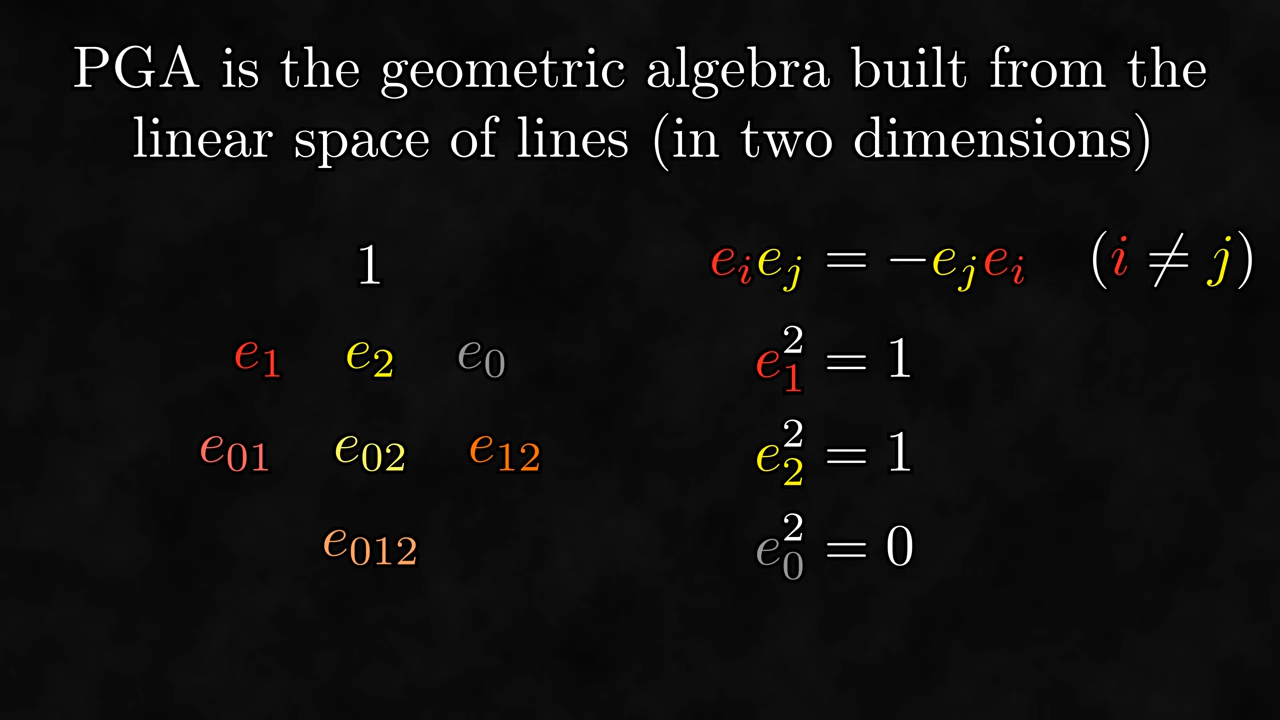 PGA is the geometric algebra built from the
linear space of lines (in two dimensions)
1
e₁ e₂ e₀
e₀₁ e₀₂ e₁₂
e₀₁₂
eᵢeⱼ = −eⱼeᵢ (i ≠ j)
e₁² = 1
e₂² = 1
e₀² = 0